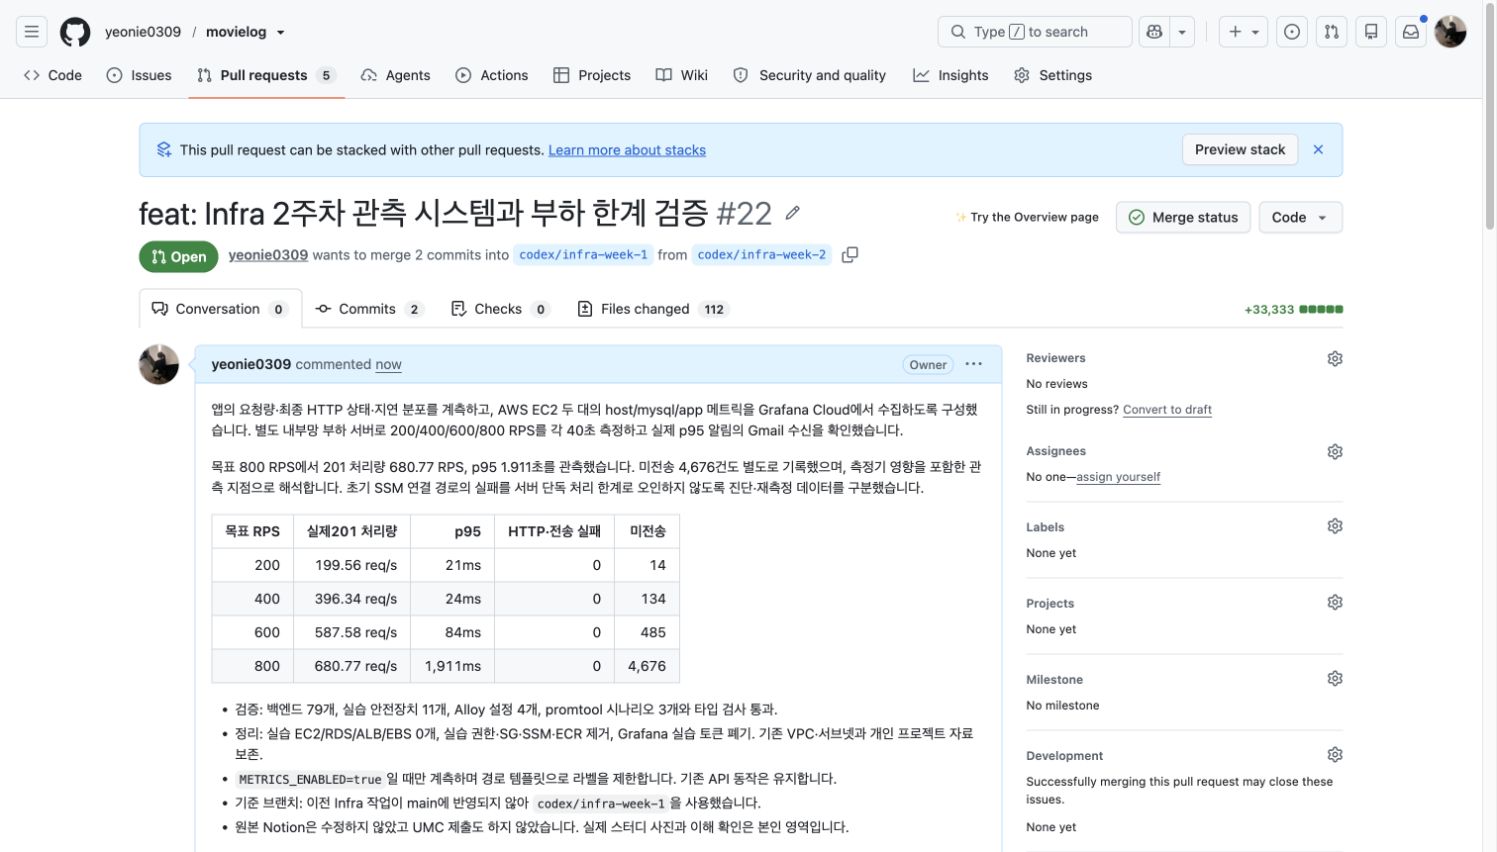 yeonie0309 / movielog
Type / to search
Code
Issues
Pull requests 5
Agents
Actions
Projects
Wiki
Security and quality
Insights
Settings
This pull request can be stacked with other pull requests. Learn more about stacks
Preview stack
feat: Infra 2주차 관측 시스템과 부하 한계 검증 #22
Try the Overview page
Merge status
Code
Open
yeonie0309 wants to merge 2 commits into codex/infra-week-1 from codex/infra-week-2
Conversation 0
Commits 2
Checks 0
Files changed 112
+33,333
yeonie0309 commented now
Owner
앱의 요청량·최종 HTTP 상태·지연 분포를 계측하고, AWS EC2 두 대의 host/mysql/app 메트릭을 Grafana Cloud에서 수집하도록 구성했
습니다. 별도 내부망 부하 서버로 200/400/600/800 RPS를 각 40초 측정하고 실제 p95 알림의 Gmail 수신을 확인했습니다.
목표 800 RPS에서 201 처리량 680.77 RPS, p95 1.911초를 관측했습니다. 미전송 4,676건도 별도로 기록했으며, 측정기 영향을 포함한 관
측 지점으로 해석합니다. 초기 SSM 연결 경로의 실패를 서버 단독 처리 한계로 오인하지 않도록 진단·재측정 데이터를 구분했습니다.
목표 RPS 실제201 처리량 p95 HTTP·전송 실패 미전송
200 199.56 req/s 21ms 0 14
400 396.34 req/s 24ms 0 134
600 587.58 req/s 84ms 0 485
800 680.77 req/s 1,911ms 0 4,676
• 검증: 백엔드 79개, 실습 안전장치 11개, Alloy 설정 4개, promtool 시나리오 3개와 타입 검사 통과.
• 정리: 실습 EC2/RDS/ALB/EBS 0개, 실습 권한·SG·SSM·ECR 제거, Grafana 실습 토큰 폐기. 기존 VPC·서브넷과 개인 프로젝트 자료
보존.
• METRICS_ENABLED=true 일 때만 계측하며 경로 템플릿으로 라벨을 제한합니다. 기존 API 동작은 유지합니다.
• 기준 브랜치: 이전 Infra 작업이 main에 반영되지 않아 codex/infra-week-1 을 사용했습니다.
• 원본 Notion은 수정하지 않았고 UMC 제출도 하지 않았습니다. 실제 스터디 사진과 이해 확인은 본인 영역입니다.
Reviewers
No reviews
Still in progress? Convert to draft
Assignees
No one—assign yourself
Labels
None yet
Projects
None yet
Milestone
No milestone
Development
Successfully merging this pull request may close these
issues.
None yet